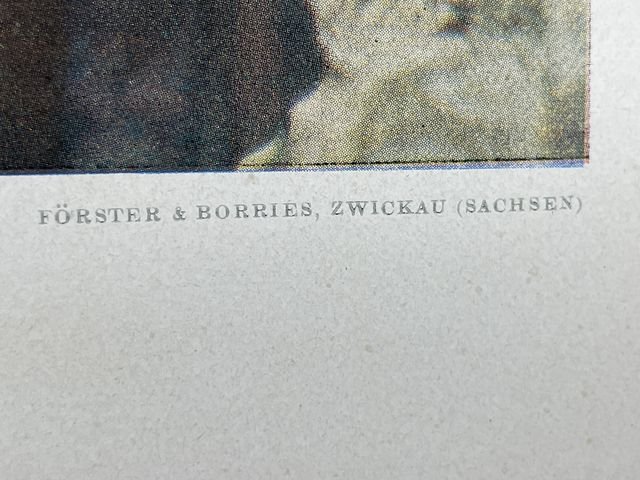 FÖRSTER & BORRIES, ZWICKAU (SACHSEN)